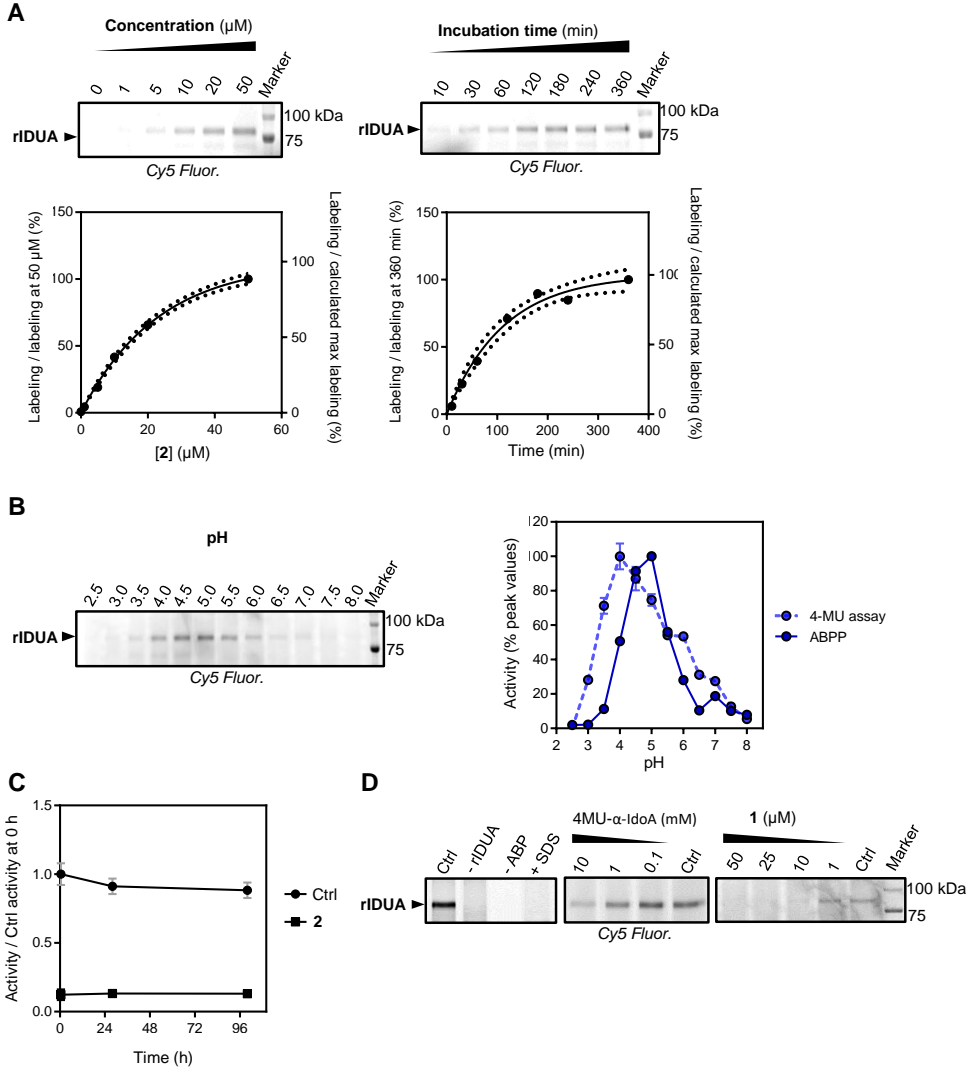 A
Concentration (µM)
0 1 5 10 20 50 Marker
100 kDa
75
rIDUA
Cy5 Fluor.
Incubation time (min)
10 30 60 120 180 240 360 Marker
100 kDa
75
rIDUA
Cy5 Fluor.
Labeling / labeling at 50 µM (%)
150
100
50
0
0 20 40 60
[2] (µM)
100
50
0
Labeling / calculated max labeling (%)
Labeling / labeling at 360 min (%)
150
100
50
0
0 100 200 300 400
Time (min)
100
50
0
Labeling / calculated max labeling (%)
B
pH
2.5 3.0 3.5 4.0 4.5 5.0 5.5 6.0 6.5 7.0 7.5 8.0 Marker
100 kDa
75
rIDUA
Cy5 Fluor.
Activity (% peak values)
120
100
80
60
40
20
0
2 3 4 5 6 7 8
pH
4-MU assay
ABPP
C
Activity / Ctrl activity at 0 h
1.5
1.0
0.5
0.0
0 24 48 72 96
Time (h)
Ctrl
2
D
Ctrl - rIDUA - ABP + SDS
rIDUA
4MU-α-IdoA (mM)
10 1 0.1 Ctrl
Cy5 Fluor.
1 (µM)
50 25 10 1 Ctrl Marker
100 kDa
75